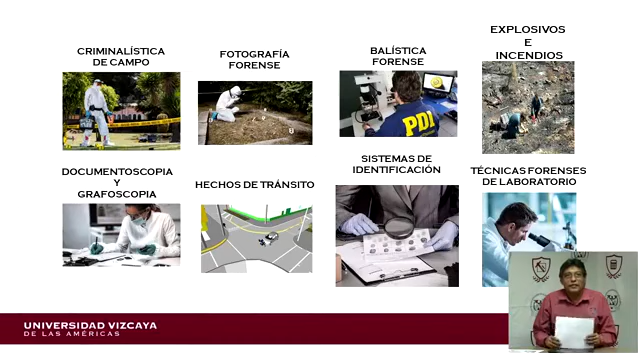 CRIMINALÍSTICA
DE CAMPO
FOTOGRAFÍA
FORENSE
BALÍSTICA
FORENSE
EXPLOSIVOS
E
INCENDIOS
PDI
DOCUMENTOSCOPIA
Y
GRAFOSCOPIA
HECHOS DE TRÁNSITO
SISTEMAS DE
IDENTIFICACIÓN
TÉCNICAS FORENSES
DE LABORATORIO
UNIVERSIDAD VIZCAYA
DE LAS AMÉRICAS